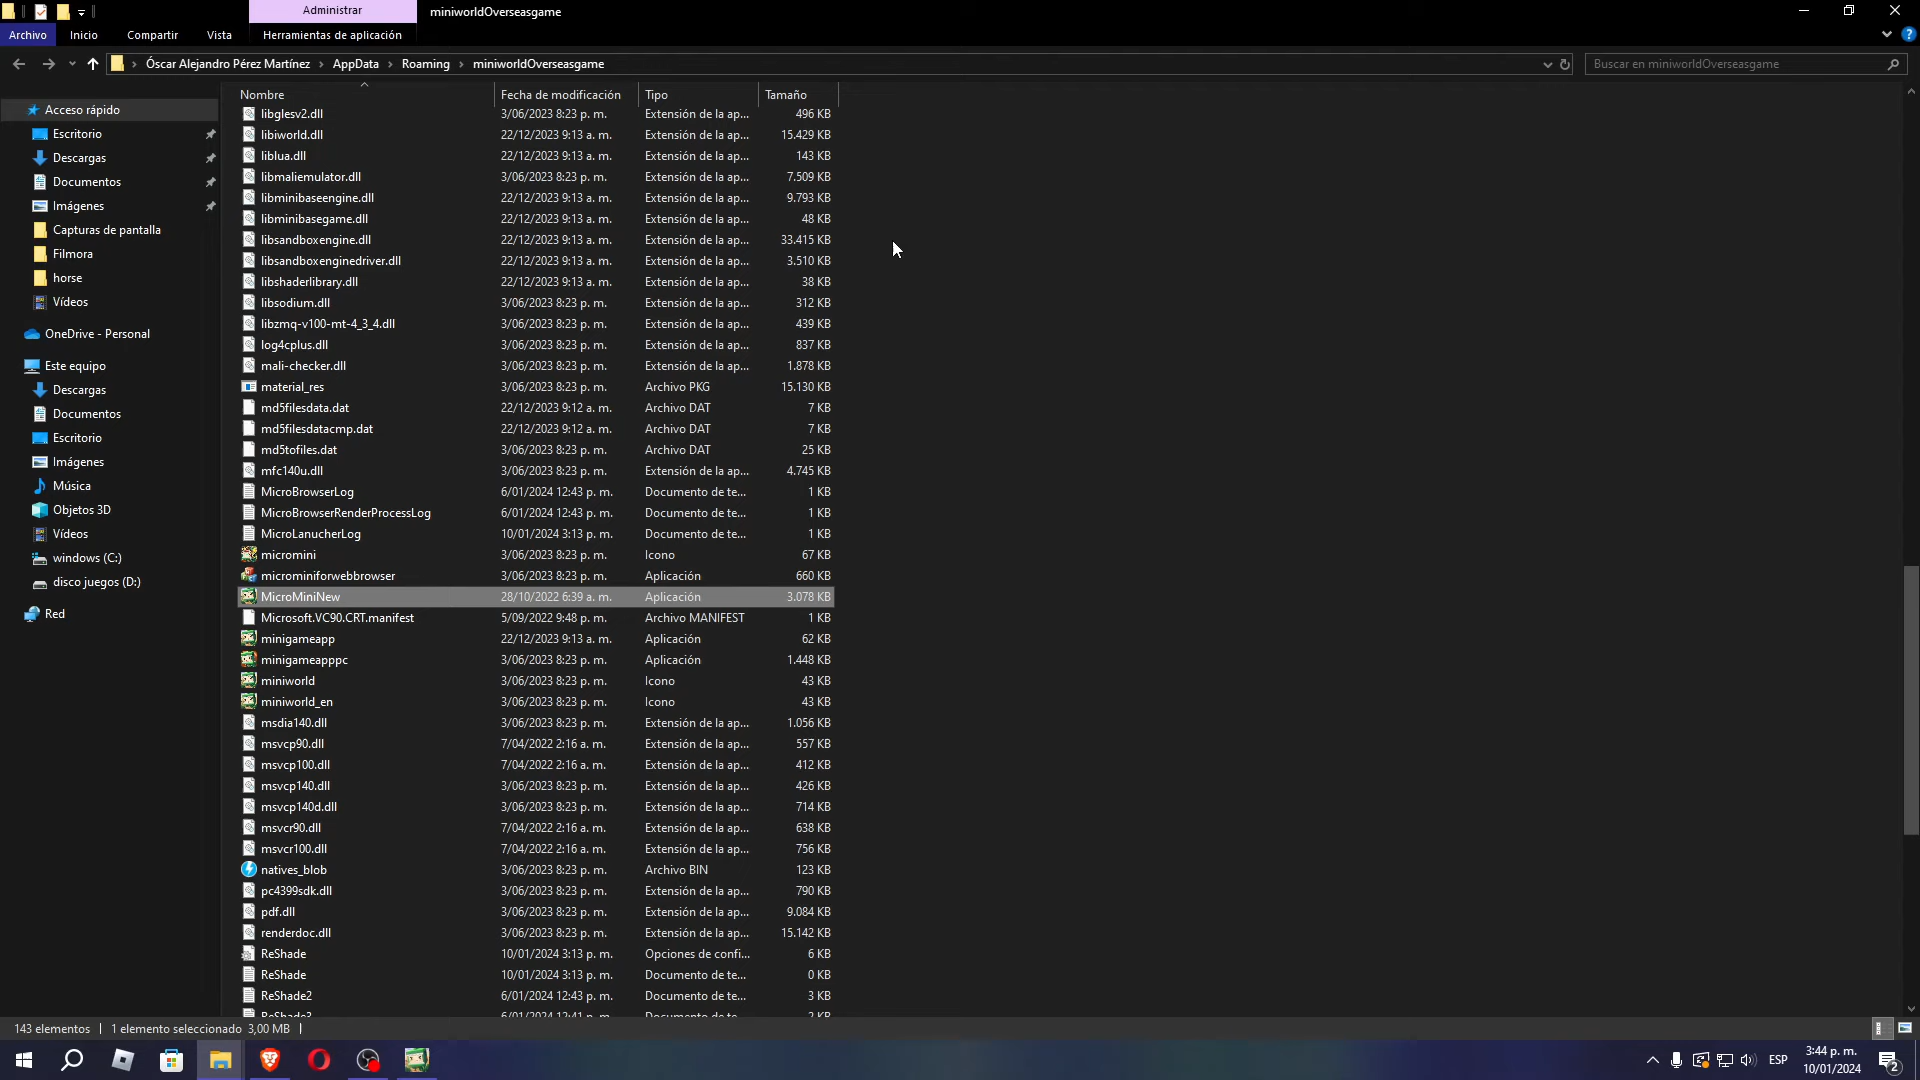 Administrar
miniworldOverseasgame
Archivo
Inicio
Compartir
Vista
Herramientas de aplicación
Óscar Alejandro Pérez Martínez > AppData > Roaming > miniworldOverseasgame
Buscar en miniworldOverseasgame
Acceso rápido
Escritorio
Descargas
Documentos
Imágenes
Capturas de pantalla
Filmora
horse
Vídeos
OneDrive - Personal
Este equipo
Descargas
Documentos
Escritorio
Imágenes
Música
Objetos 3D
Vídeos
windows (C:)
disco juegos (D:)
Red
Nombre Fecha de modificación Tipo Tamaño
libglesv2.dll 3/06/2023 8:23 p. m. Extensión de la ap... 496 KB
libiworld.dll 22/12/2023 9:13 a. m. Extensión de la ap... 15.429 KB
liblua.dll 22/12/2023 9:13 a. m. Extensión de la ap... 143 KB
libmaliemulator.dll 3/06/2023 8:23 p. m. Extensión de la ap... 7.509 KB
libminibaseengine.dll 22/12/2023 9:13 a. m. Extensión de la ap... 9.793 KB
libminibasegame.dll 22/12/2023 9:13 a. m. Extensión de la ap... 48 KB
libsandboxengine.dll 22/12/2023 9:13 a. m. Extensión de la ap... 33.415 KB
libsandboxenginedriver.dll 22/12/2023 9:13 a. m. Extensión de la ap... 3.510 KB
libshaderlibrary.dll 22/12/2023 9:13 a. m. Extensión de la ap... 38 KB
libsodium.dll 3/06/2023 8:23 p. m. Extensión de la ap... 312 KB
libzmq-v100-mt-4_3_4.dll 3/06/2023 8:23 p. m. Extensión de la ap... 439 KB
log4cplus.dll 3/06/2023 8:23 p. m. Extensión de la ap... 837 KB
mali-checker.dll 3/06/2023 8:23 p. m. Extensión de la ap... 1.878 KB
material_res 3/06/2023 8:23 p. m. Archivo PKG 15.130 KB
md5filesdata.dat 22/12/2023 9:12 a. m. Archivo DAT 7 KB
md5filesdatacmp.dat 22/12/2023 9:12 a. m. Archivo DAT 7 KB
md5tofiles.dat 3/06/2023 8:23 p. m. Archivo DAT 25 KB
mfc140u.dll 3/06/2023 8:23 p. m. Extensión de la ap... 4.745 KB
MicroBrowserLog 6/01/2024 12:43 p. m. Documento de te... 1 KB
MicroBrowserRenderProcessLog 6/01/2024 12:43 p. m. Documento de te... 1 KB
MicroLanucherLog 10/01/2024 3:13 p. m. Documento de te... 1 KB
micromini 3/06/2023 8:23 p. m. Icono 67 KB
microminiforwebbrowser 3/06/2023 8:23 p. m. Aplicación 660 KB
MicroMiniNew 28/10/2022 6:39 a. m. Aplicación 3.078 KB
Microsoft.VC90.CRT.manifest 5/09/2022 9:48 p. m. Archivo MANIFEST 1 KB
minigameapp 22/12/2023 9:13 a. m. Aplicación 62 KB
minigameapppc 3/06/2023 8:23 p. m. Aplicación 1.448 KB
miniworld 3/06/2023 8:23 p. m. Icono 43 KB
miniworld_en 3/06/2023 8:23 p. m. Icono 43 KB
msdia140.dll 3/06/2023 8:23 p. m. Extensión de la ap... 1.056 KB
msvcp90.dll 7/04/2022 2:16 a. m. Extensión de la ap... 557 KB
msvcp100.dll 7/04/2022 2:16 a. m. Extensión de la ap... 412 KB
msvcp140.dll 3/06/2023 8:23 p. m. Extensión de la ap... 426 KB
msvcp140d.dll 3/06/2023 8:23 p. m. Extensión de la ap... 714 KB
msvcr90.dll 7/04/2022 2:16 a. m. Extensión de la ap... 638 KB
msvcr100.dll 7/04/2022 2:16 a. m. Extensión de la ap... 756 KB
natives_blob 3/06/2023 8:23 p. m. Archivo BIN 123 KB
pc4399sdk.dll 3/06/2023 8:23 p. m. Extensión de la ap... 790 KB
pdf.dll 3/06/2023 8:23 p. m. Extensión de la ap... 9.084 KB
renderdoc.dll 3/06/2023 8:23 p. m. Extensión de la ap... 15.142 KB
ReShade 10/01/2024 3:13 p. m. Opciones de confi... 6 KB
ReShade 10/01/2024 3:13 p. m. Documento de te... 0 KB
ReShade2 6/01/2024 12:43 p. m. Documento de te... 3 KB
ReShade3 6/01/2024 12:41 p. m. Documento de te... 2 KB
143 elementos 1 elemento seleccionado 3,00 MB
ESP
3:44 p. m.
10/01/2024
2